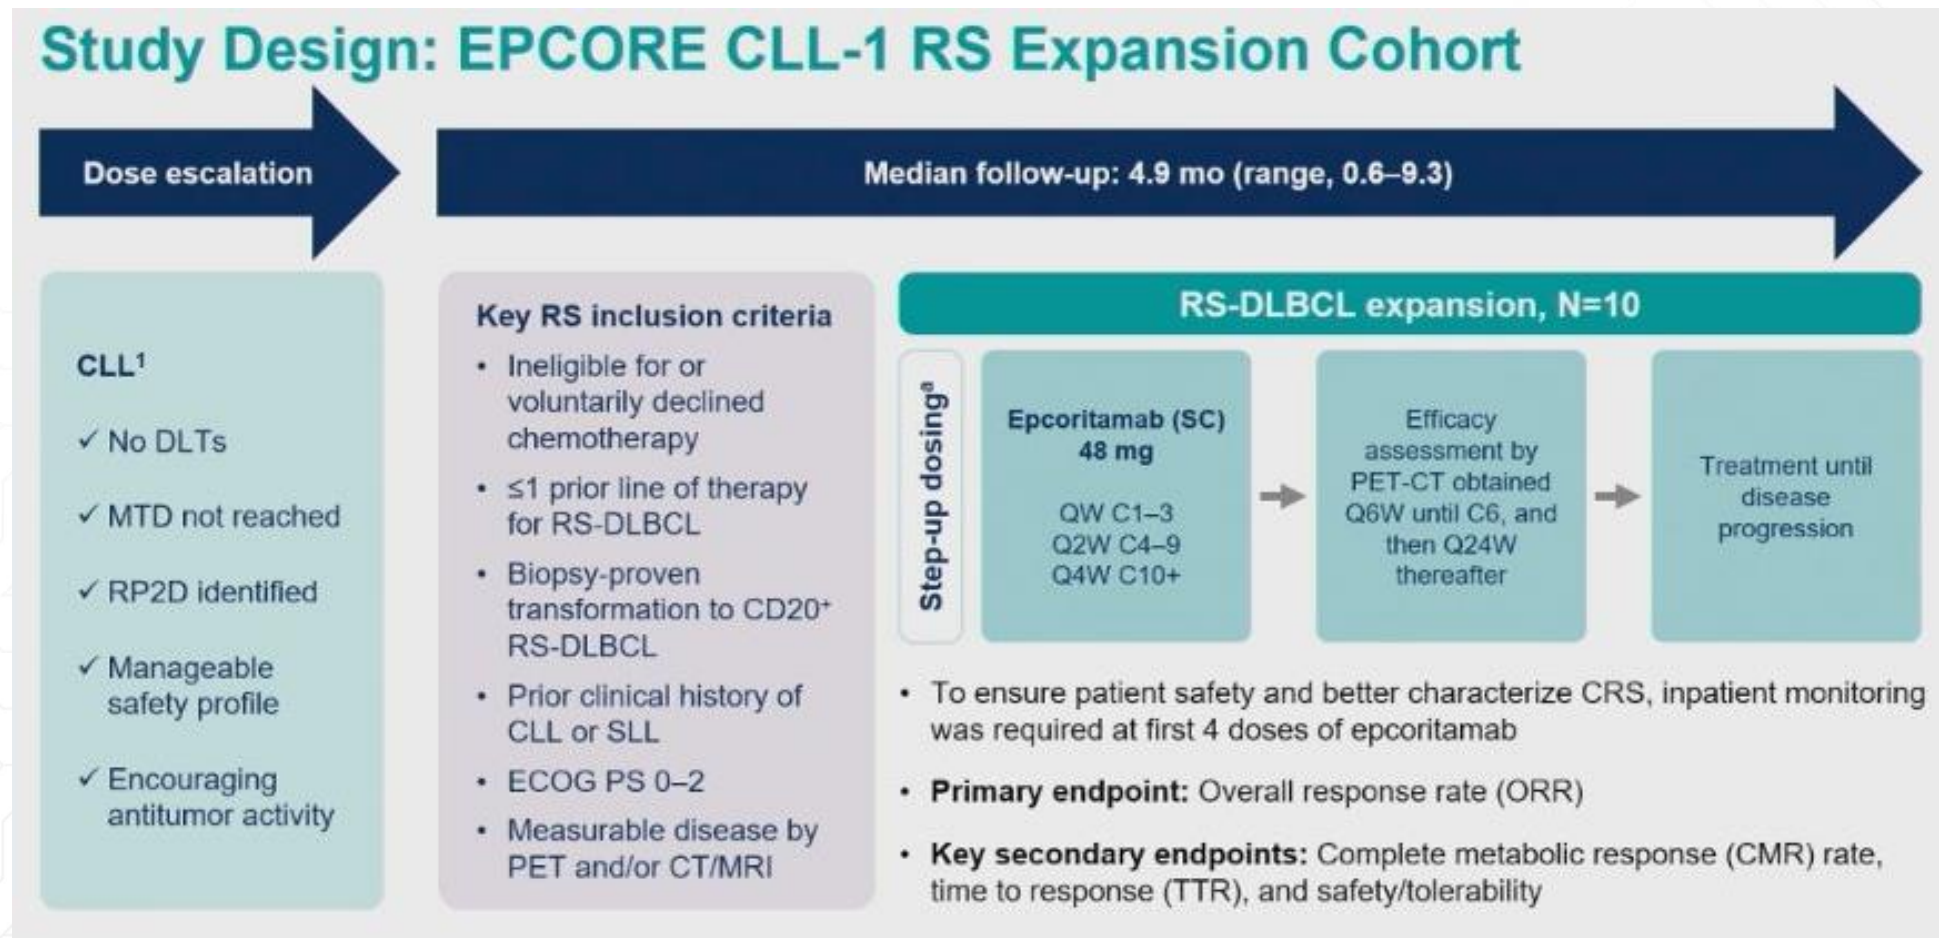 Study Design: EPCORE CLL-1 RS Expansion Cohort
Dose escalation
Median follow-up: 4.9 mo (range, 0.6–9.3)
CLL¹
✓ No DLTs
✓ MTD not reached
✓ RP2D identified
✓ Manageable
safety profile
✓ Encouraging
antitumor activity
Key RS inclusion criteria
• Ineligible for or
voluntarily declined
chemotherapy
• ≤1 prior line of therapy
for RS-DLBCL
• Biopsy-proven
transformation to CD20⁺
RS-DLBCL
• Prior clinical history of
CLL or SLL
• ECOG PS 0–2
• Measurable disease by
PET and/or CT/MRI
RS-DLBCL expansion, N=10
Step-up dosingᵃ
Epcoritamab (SC)
48 mg
QW C1–3
Q2W C4–9
Q4W C10+
Efficacy
assessment by
PET-CT obtained
Q6W until C6, and
then Q24W
thereafter
Treatment until
disease
progression
• To ensure patient safety and better characterize CRS, inpatient monitoring
was required at first 4 doses of epcoritamab
• Primary endpoint: Overall response rate (ORR)
• Key secondary endpoints: Complete metabolic response (CMR) rate,
time to response (TTR), and safety/tolerability